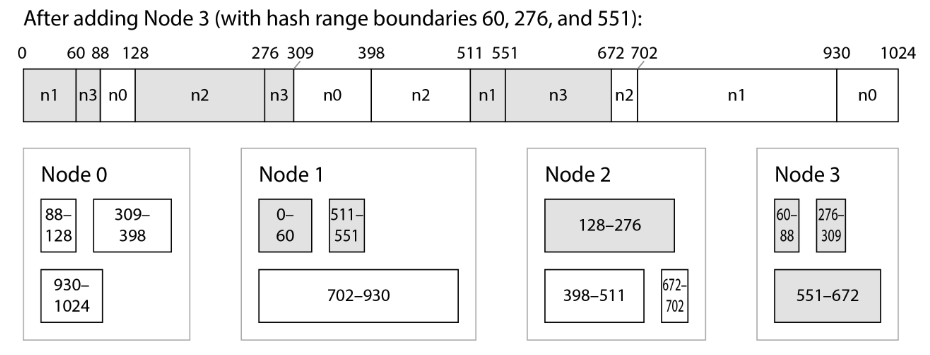 After adding Node 3 (with hash range boundaries 60, 276, and 551):
0 60 88 128 276 309 398 511 551 672 702 930 1024
n1 n3 n0 n2 n3 n0 n2 n1 n3 n2 n1 n0
Node 0
88–
128
309–
398
930–
1024
Node 1
0–
60
511–
551
702–930
Node 2
128–276
398–511
672–
702
Node 3
60–
88
276–
309
551–672